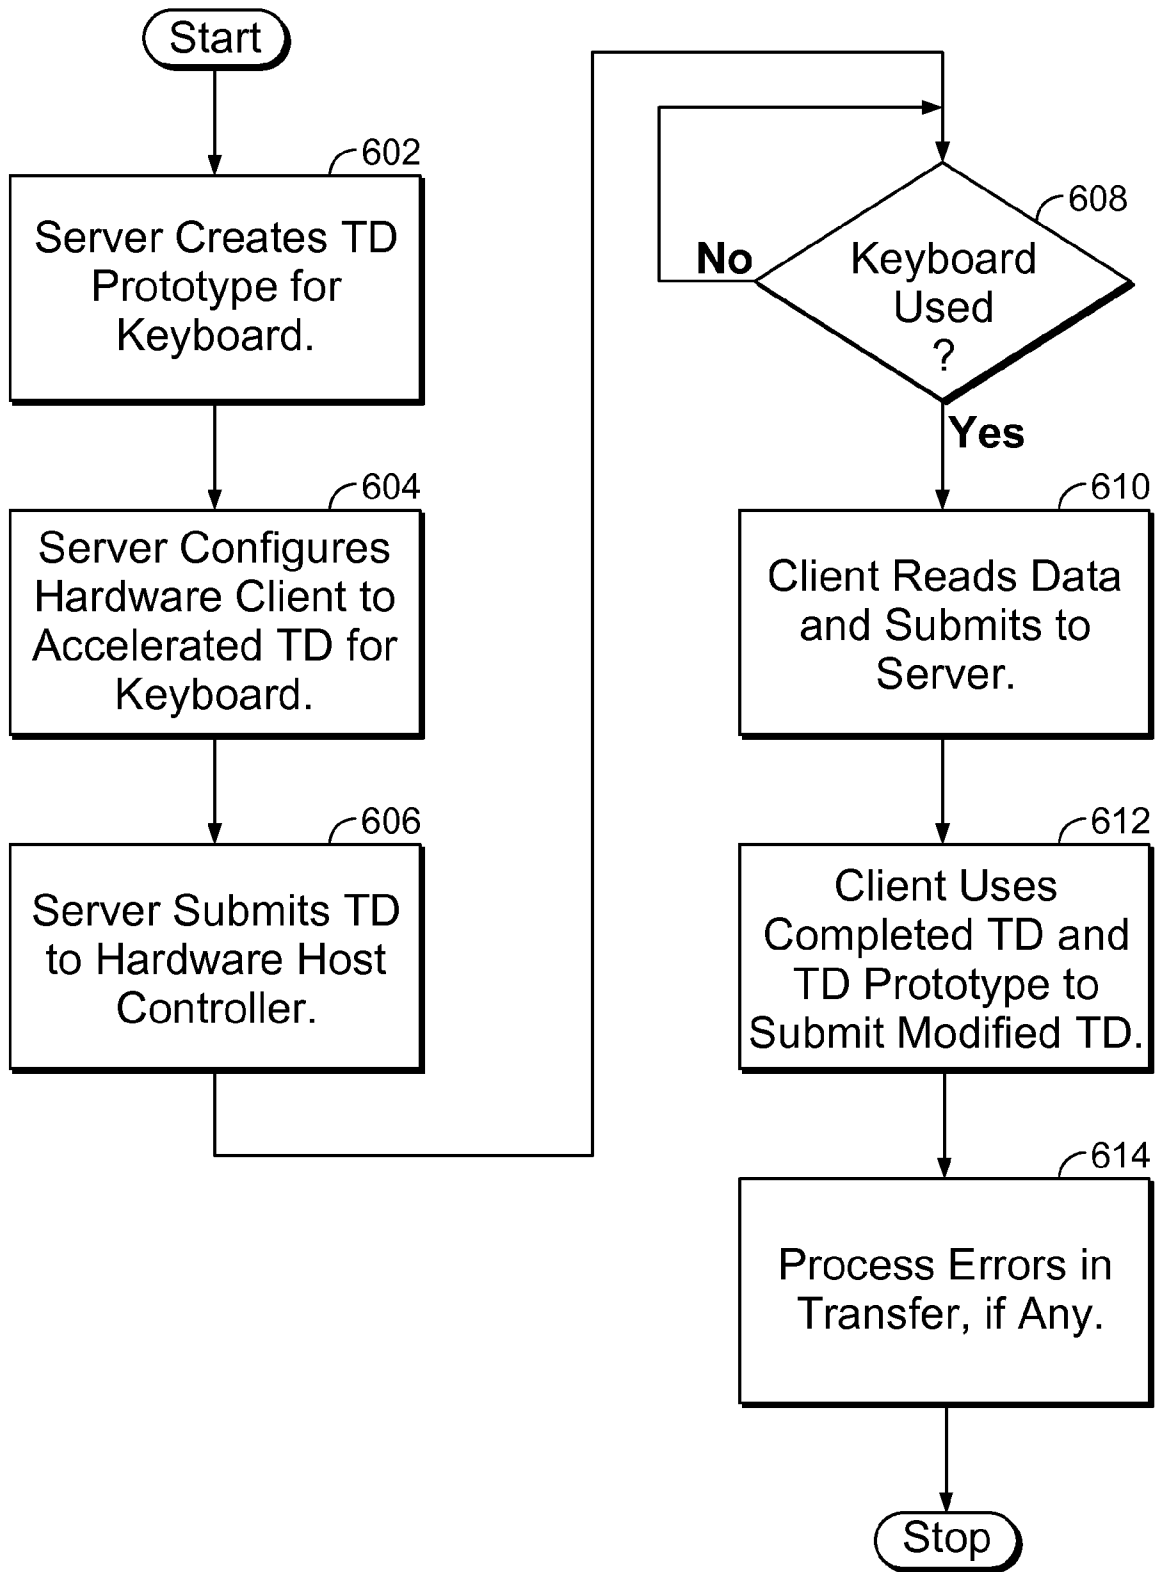 Start
602
Server Creates TD
Prototype for
Keyboard.
604
Server Configures
Hardware Client to
Accelerated TD for
Keyboard.
606
Server Submits TD
to Hardware Host
Controller.
608
Keyboard
Used
?
No
Yes
610
Client Reads Data
and Submits to
Server.
612
Client Uses
Completed TD and
TD Prototype to
Submit Modified TD.
614
Process Errors in
Transfer, if Any.
Stop